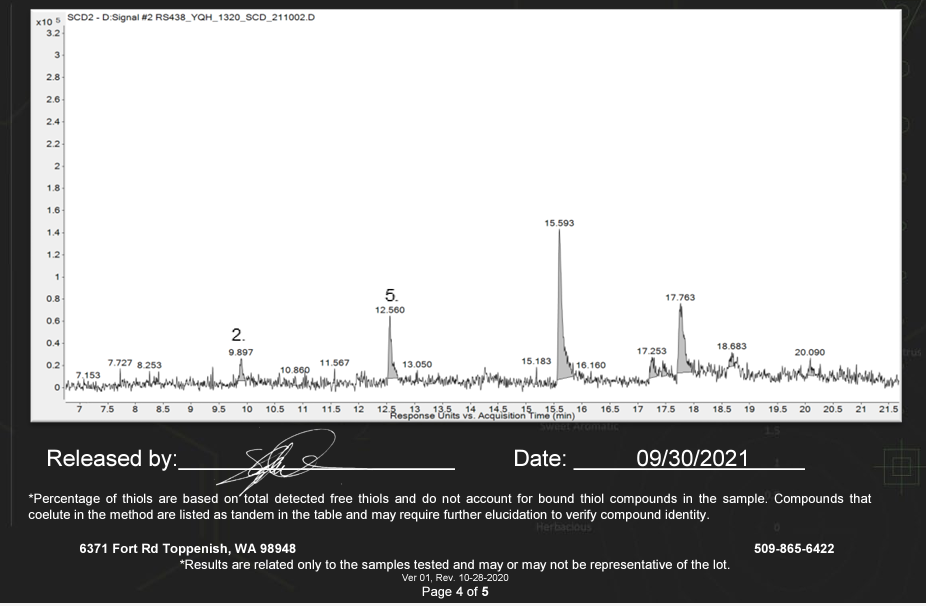 SCD2 - D:Signal #2 RS438_YQH_1320_SCD_211002.D
x10 5
3.2
3
2.8
2.6
2.4
2.2
2
1.8
1.6
1.4
1.2
1
0.8
0.6
0.4
0.2
0
15.593
5.
12.560
17.763
2.
9.897
7.153
7.727
8.253
10.860
11.567
13.050
15.183
16.160
17.253
18.683
20.090
7 7.5 8 8.5 9 9.5 10 10.5 11 11.5 12 12.5 13 13.5 14 14.5 15 15.5 16 16.5 17 17.5 18 18.5 19 19.5 20 20.5 21 21.5
Response Units vs. Acquisition Time (min)
Sweet Aromatic
1.5
Released by:
Date: 09/30/2021
*Percentage of thiols are based on total detected free thiols and do not account for bound thiol compounds in the sample. Compounds that
coelute in the method are listed as tandem in the table and may require further elucidation to verify compound identity.
Herbacious
0
6371 Fort Rd Toppenish, WA 98948
509-865-6422
*Results are related only to the samples tested and may or may not be representative of the lot.
Ver 01, Rev. 10-28-2020
Page 4 of 5